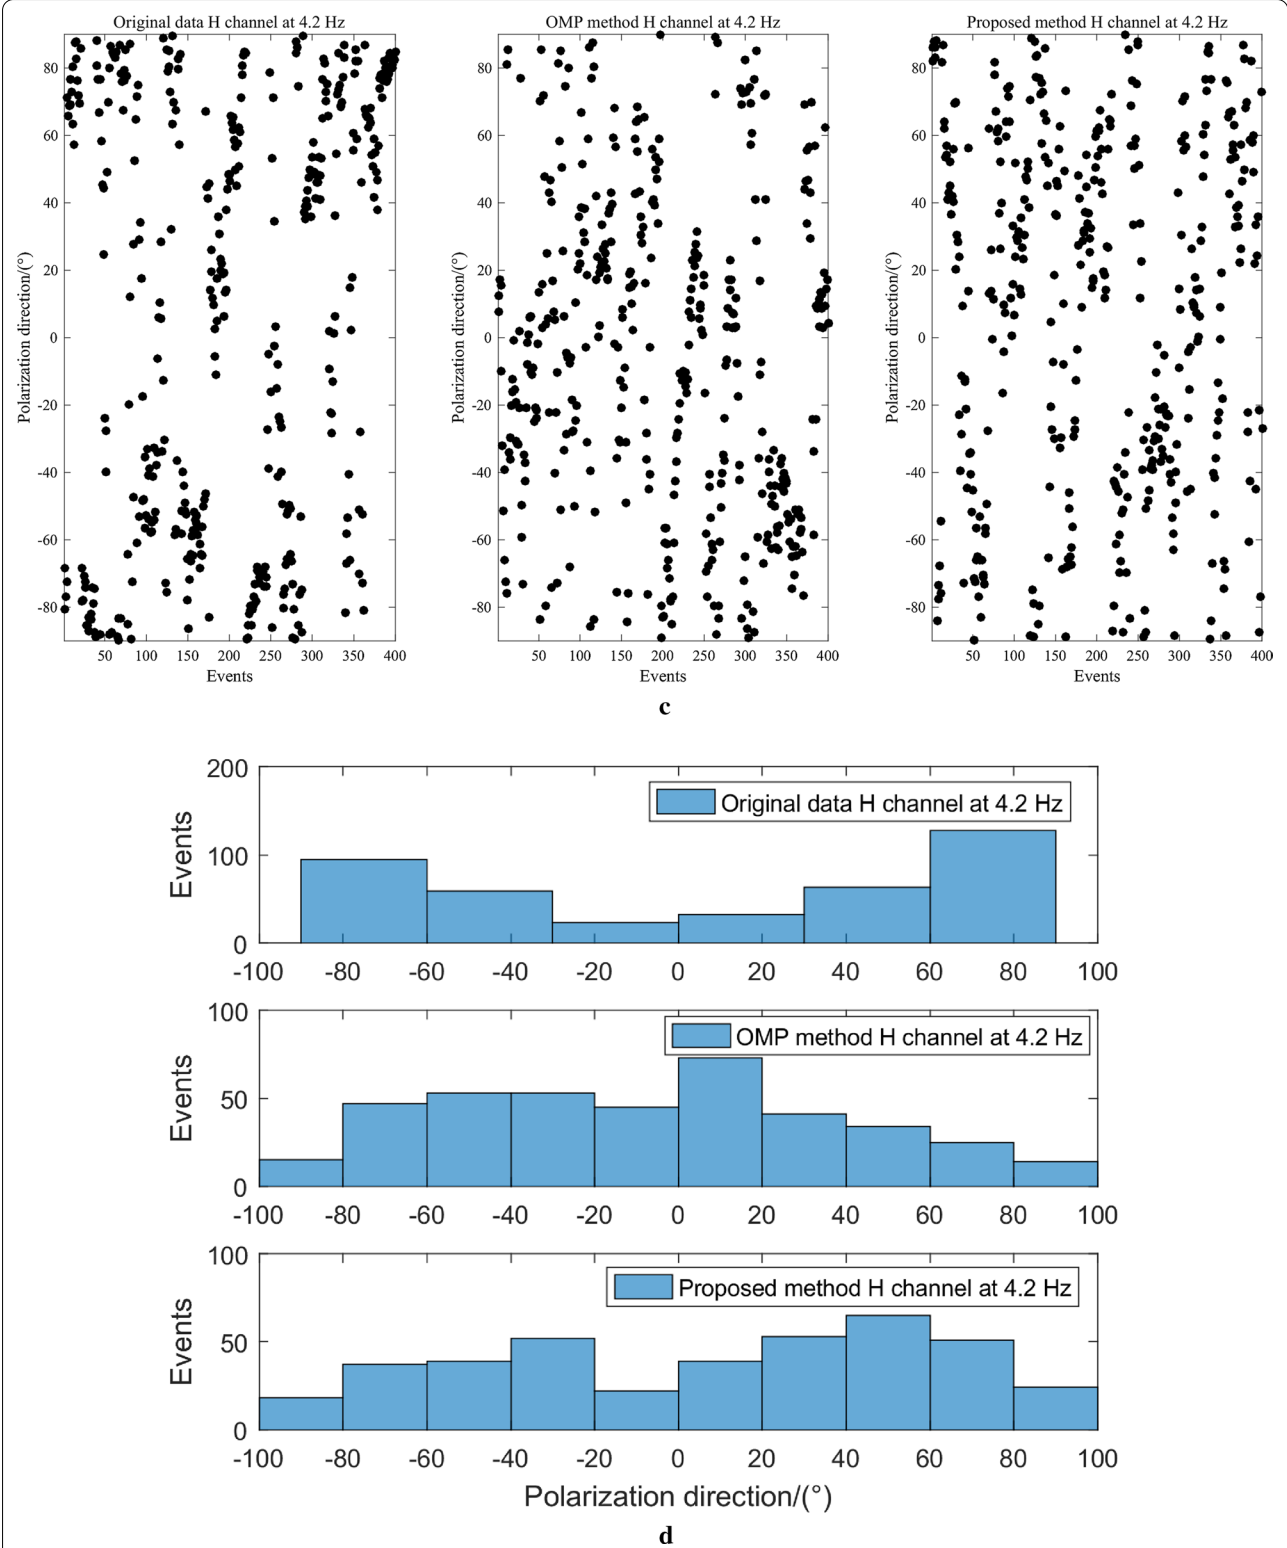 Original data H channel at 4.2 Hz
OMP method H channel at 4.2 Hz
Proposed method H channel at 4.2 Hz
Polarization direction/(°)
80
60
40
20
0
-20
-40
-60
-80
50 100 150 200 250 300 350 400
Events
Polarization direction/(°)
80
60
40
20
0
-20
-40
-60
-80
50 100 150 200 250 300 350 400
Events
Polarization direction/(°)
80
60
40
20
0
-20
-40
-60
-80
50 100 150 200 250 300 350 400
Events
c
Events
200
100
0
Original data H channel at 4.2 Hz
-100 -80 -60 -40 -20 0 20 40 60 80 100
Events
100
50
0
OMP method H channel at 4.2 Hz
-100 -80 -60 -40 -20 0 20 40 60 80 100
Events
100
50
0
Proposed method H channel at 4.2 Hz
-100 -80 -60 -40 -20 0 20 40 60 80 100
Polarization direction/(°)
d